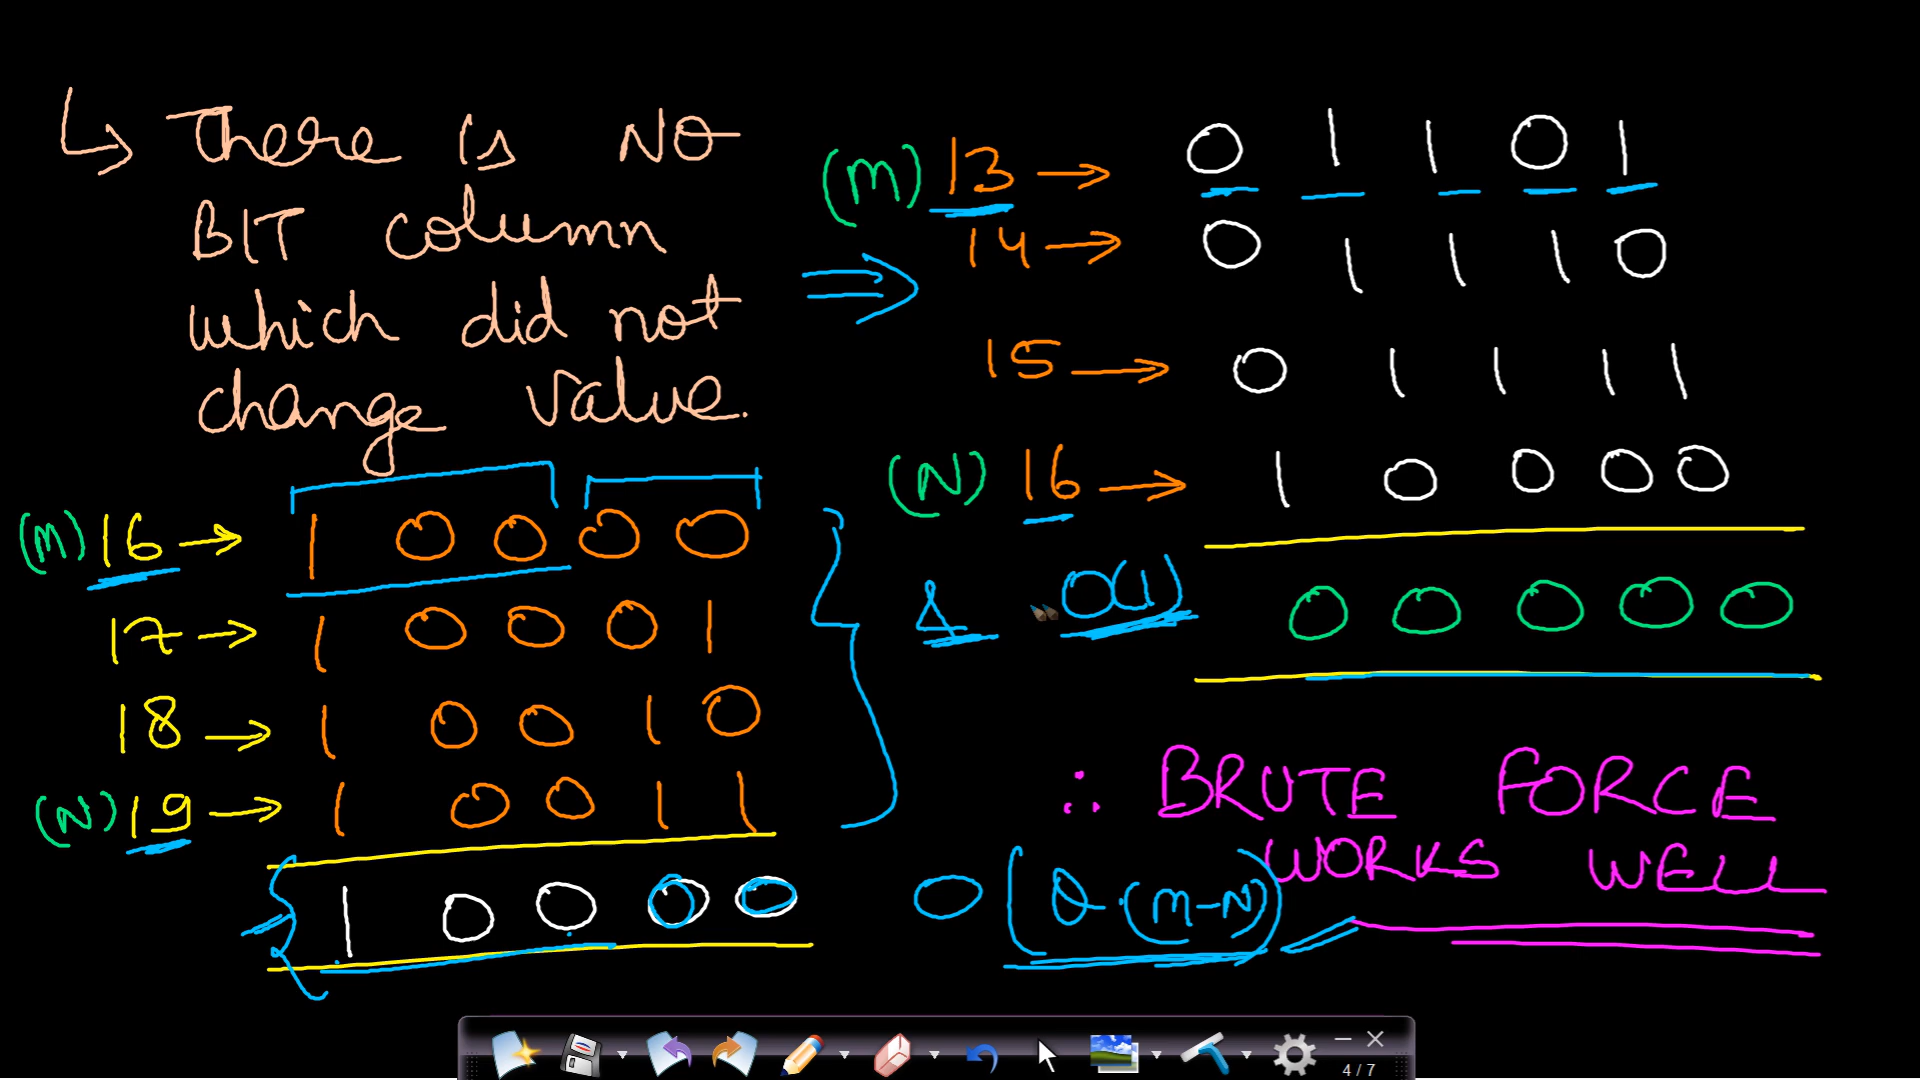 ↳ There is NO
BIT column
which did not
change value.
(M) 16 → 1 0 0 0 0
17 → 1 0 0 0 1
18 → 1 0 0 1 0
(N) 19 → 1 0 0 1 1
1 0 0 0 0
⇒ (M) 13 → 0 1 1 0 1
14 → 0 1 1 1 0
15 → 0 1 1 1 1
(N) 16 → 1 0 0 0 0
O(1) 0 0 0 0 0
∴ BRUTE FORCE
WORKS WELL
4 / 7